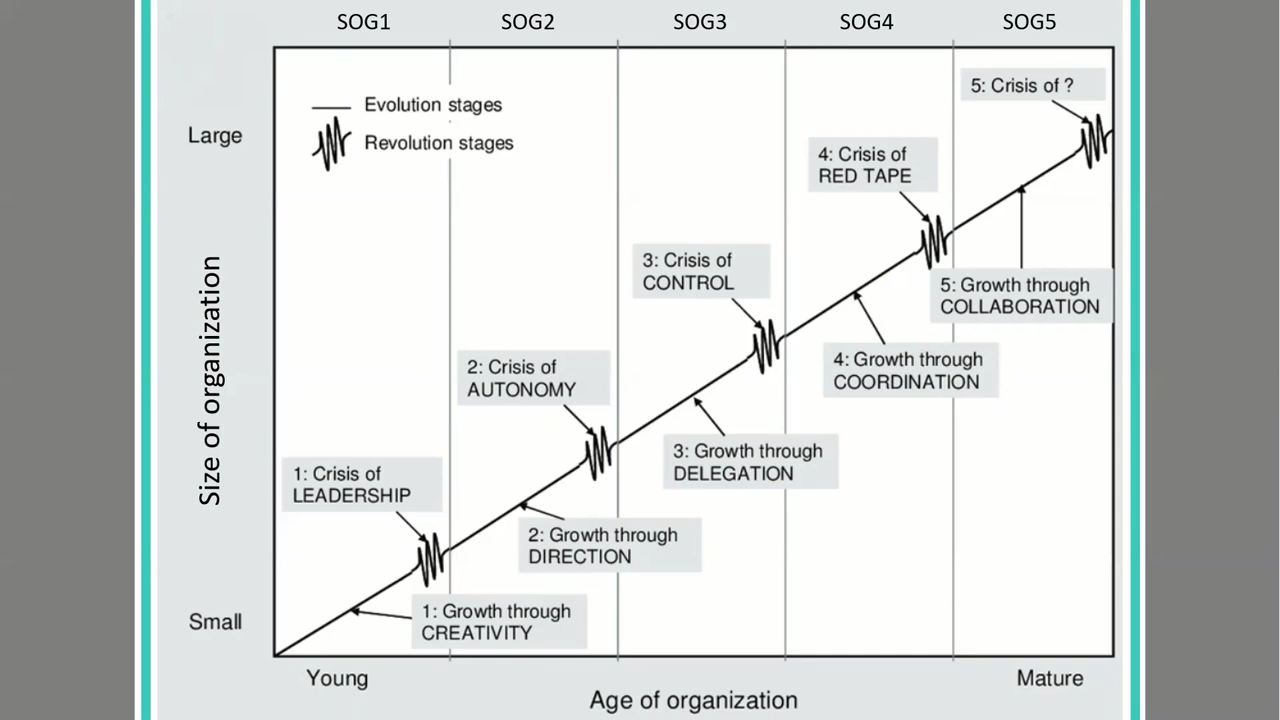 SOG1 SOG2 SOG3 SOG4 SOG5
Evolution stages
Revolution stages
Large
Small
Size of organization
5: Crisis of ?
4: Crisis of
RED TAPE
3: Crisis of
CONTROL
5: Growth through
COLLABORATION
2: Crisis of
AUTONOMY
4: Growth through
COORDINATION
1: Crisis of
LEADERSHIP
3: Growth through
DELEGATION
2: Growth through
DIRECTION
1: Growth through
CREATIVITY
Young
Mature
Age of organization